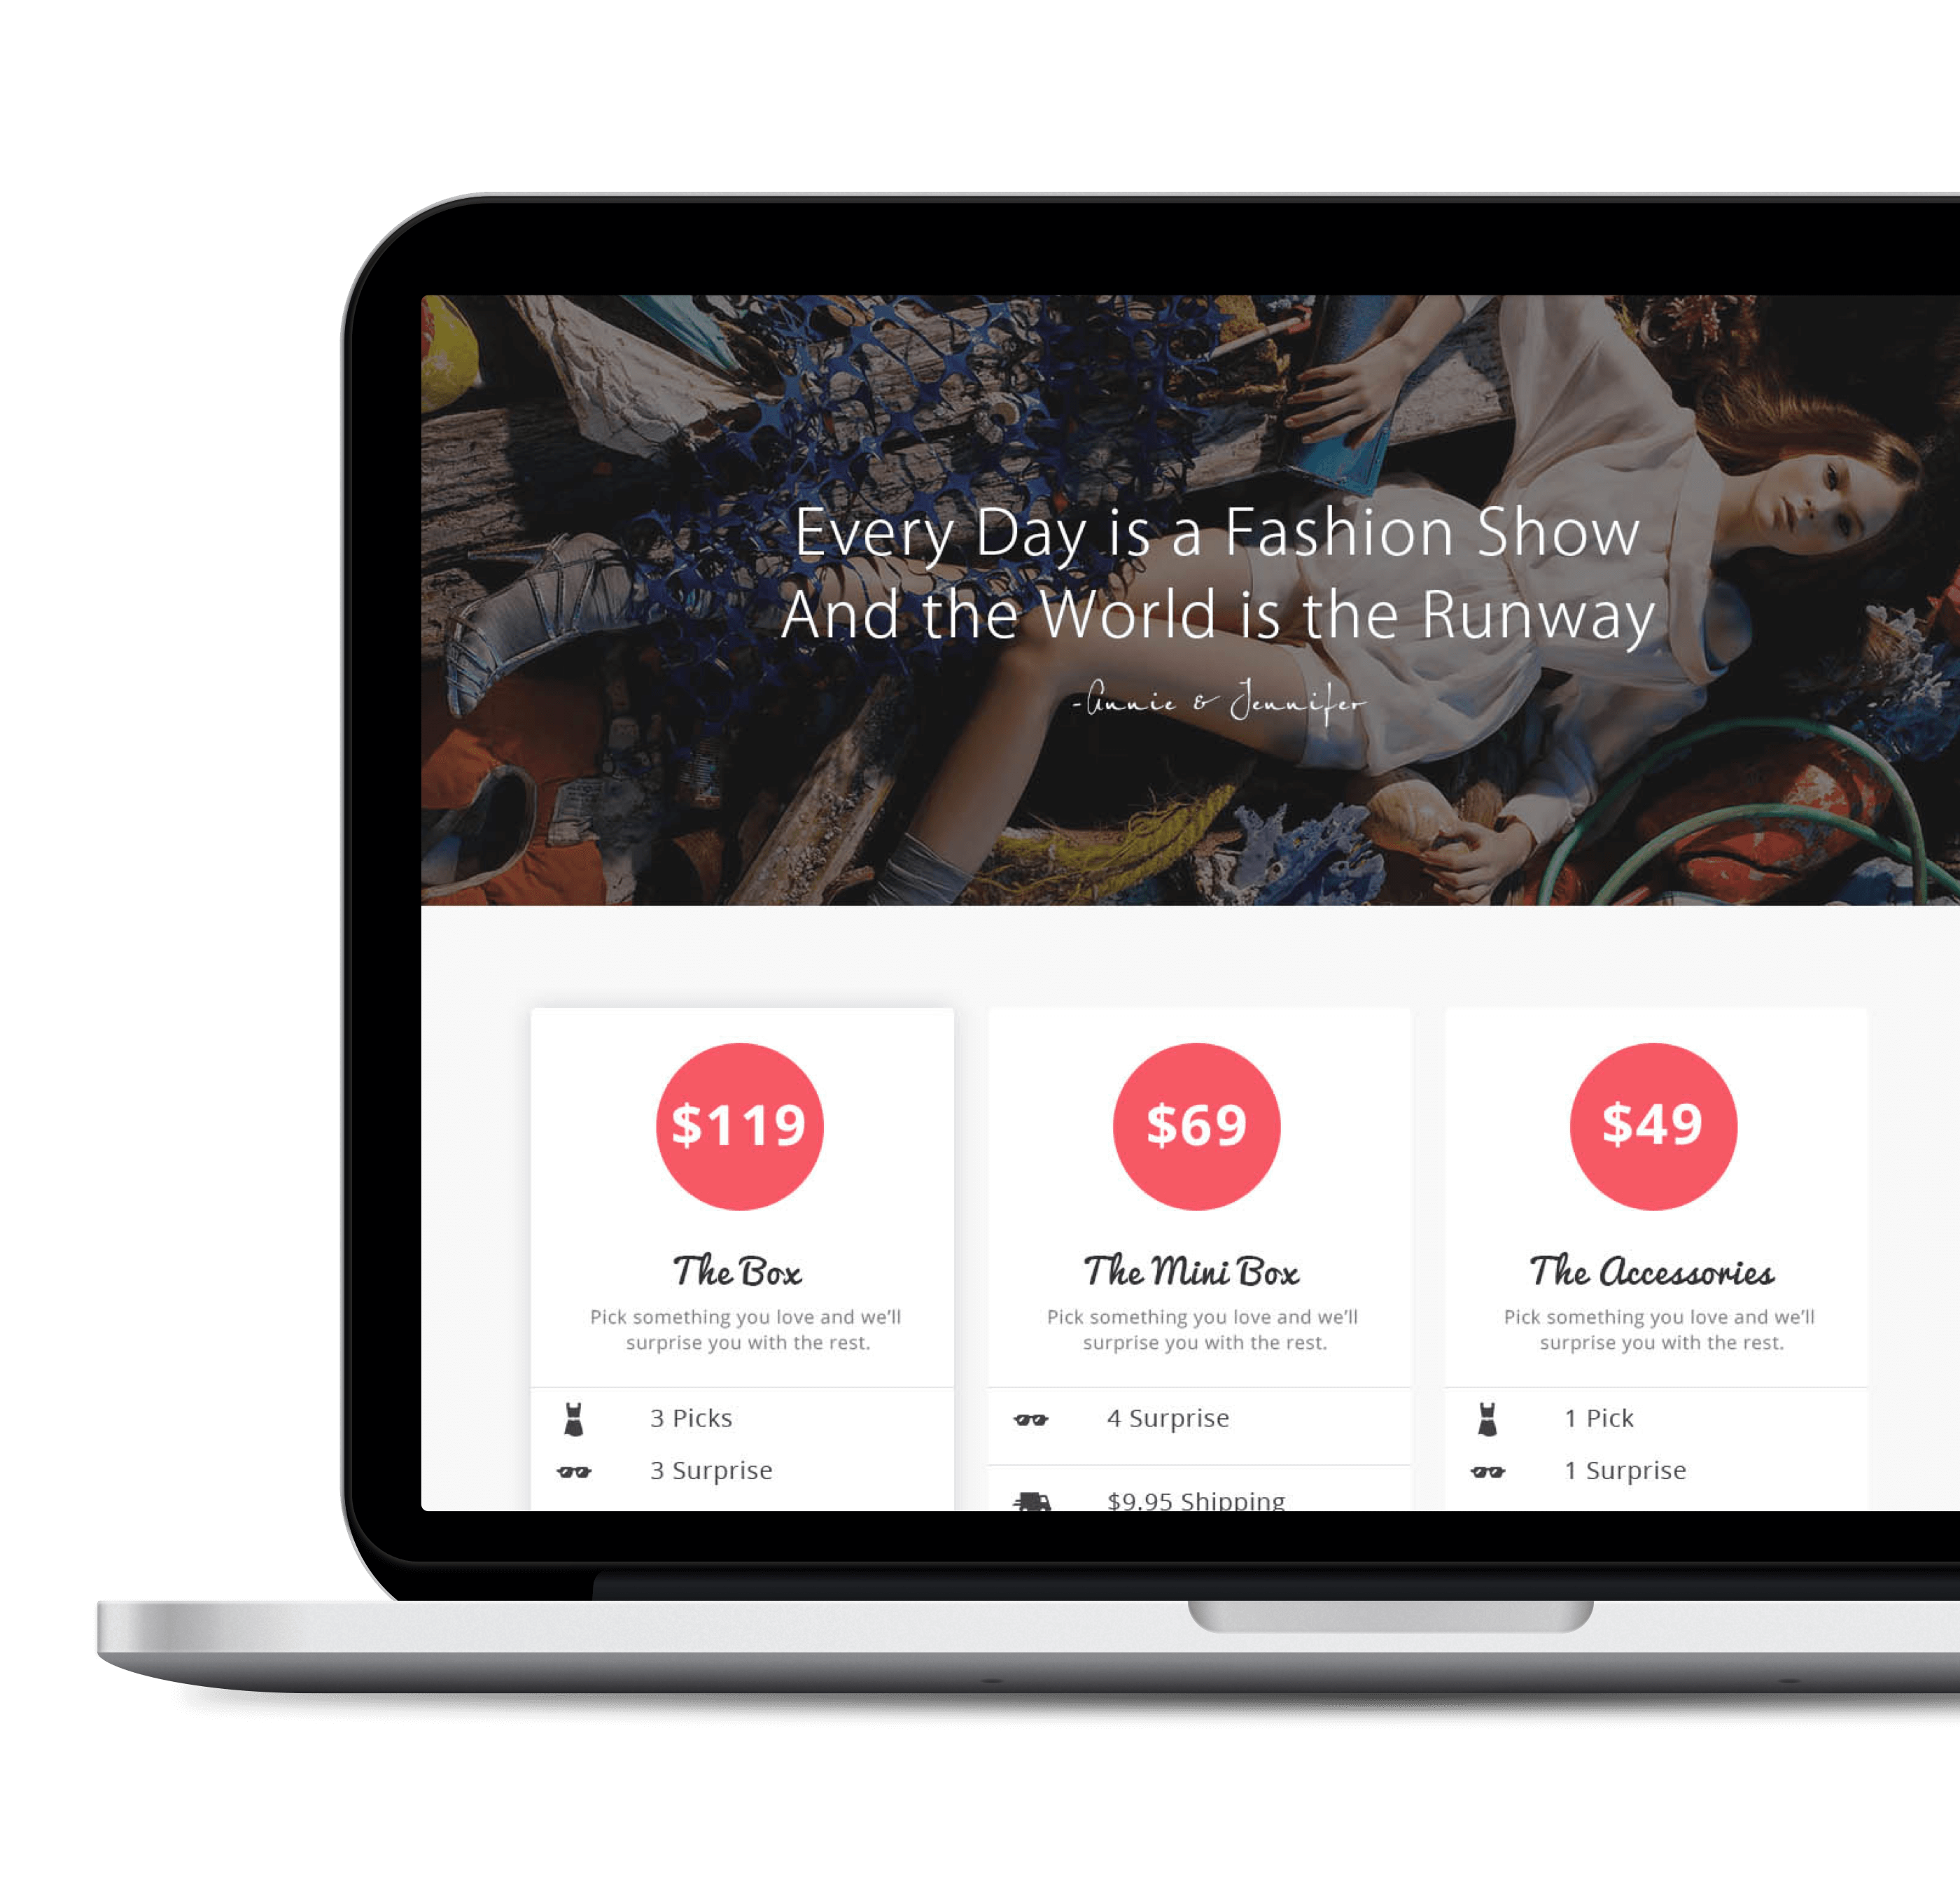 Every Day is a Fashion Show
And the World is the Runway
-Annie & Jennifer
$119
The Box
Pick something you love and we’ll
surprise you with the rest.
3 Picks
3 Surprise
$69
The Mini Box
Pick something you love and we’ll
surprise you with the rest.
4 Surprise
$9.95 Shipping
$49
The Accessories
Pick something you love and we’ll
surprise you with the rest.
1 Pick
1 Surprise